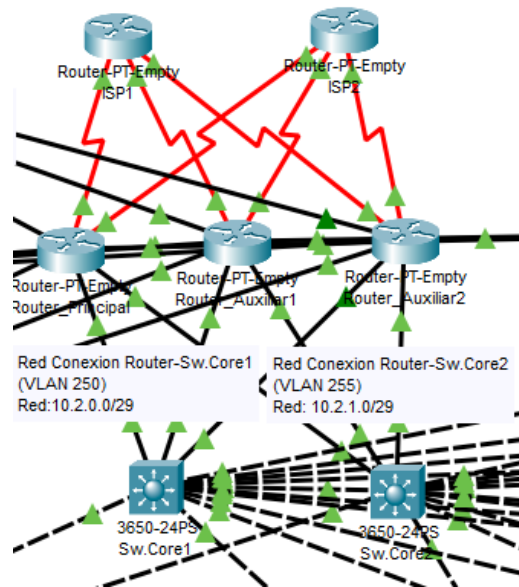 Router-PT-Empty
ISP1
Router-PT-Empty
ISP2
Router-PT-Empty
Router_Principal
Router-PT-Empty
Router_Auxiliar1
Router-PT-Empty
Router_Auxiliar2
Red Conexion Router-Sw.Core1
(VLAN 250)
Red:10.2.0.0/29
Red Conexion Router-Sw.Core2
(VLAN 255)
Red: 10.2.1.0/29
3650-24PS
Sw.Core1
3650-24PS
Sw.Core2